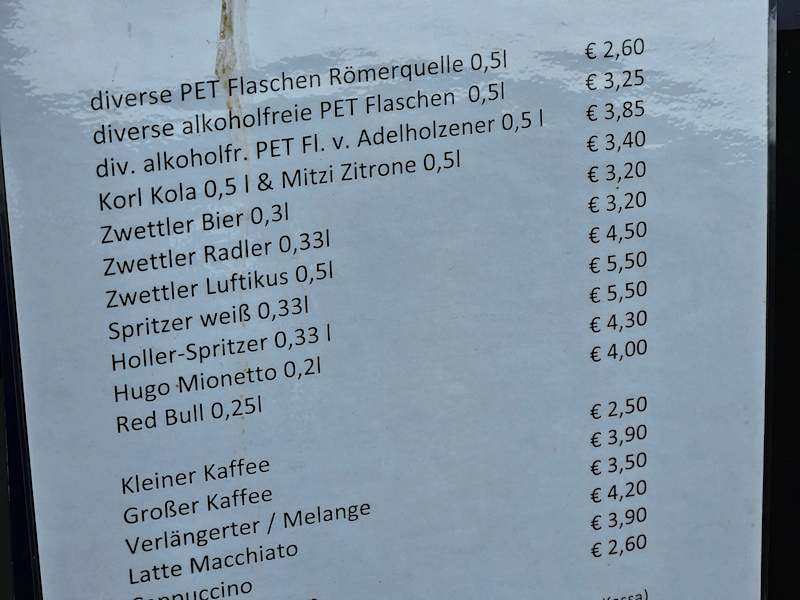 diverse PET Flaschen Römerquelle 0,5l € 2,60
diverse alkoholfreie PET Flaschen 0,5l € 3,25
div. alkoholfr. PET Fl. v. Adelholzener 0,5 l € 3,85
Korl Kola 0,5 l & Mitzi Zitrone 0,5l € 3,40
Zwettler Bier 0,3l € 3,20
Zwettler Radler 0,33l € 3,20
Zwettler Luftikus 0,5l € 4,50
Spritzer weiß 0,33l € 5,50
Holler-Spritzer 0,33 l € 5,50
Hugo Mionetto 0,2l € 4,30
Red Bull 0,25l € 4,00
Kleiner Kaffee € 2,50
Großer Kaffee € 3,90
Verlängerter / Melange € 3,50
Latte Macchiato € 4,20
Cappuccino € 3,90
€ 2,60
Kassa)